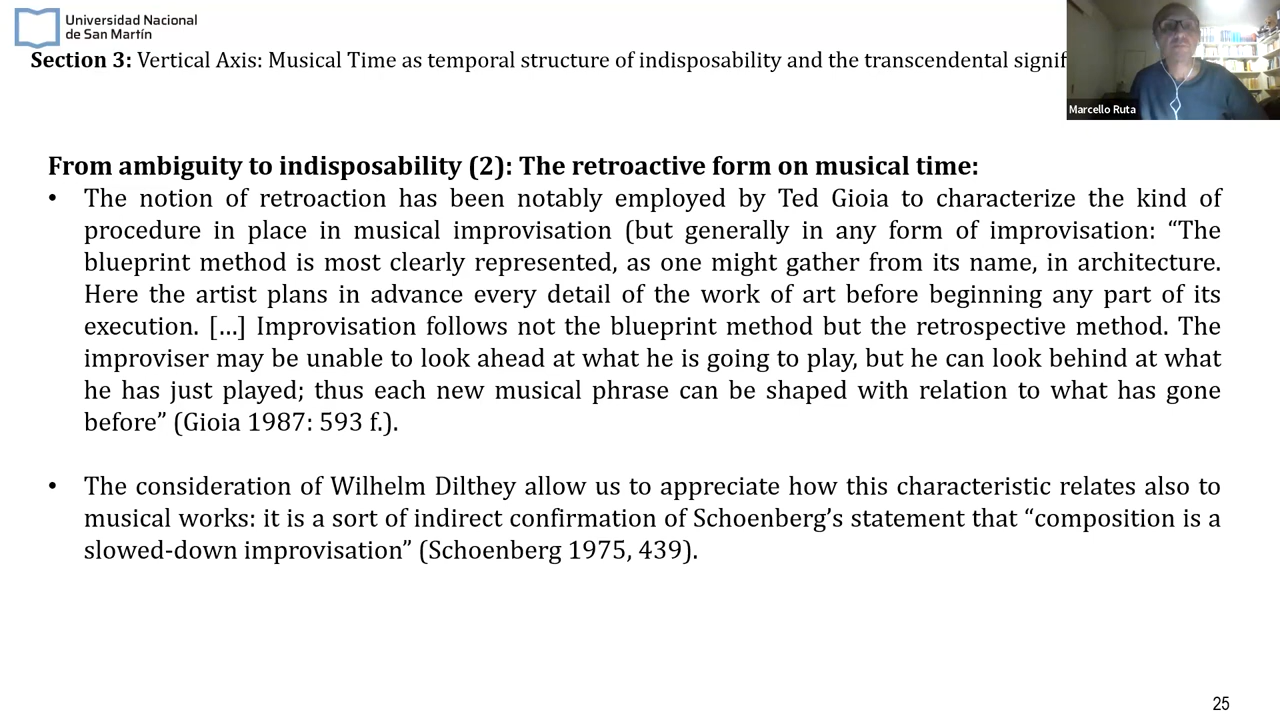 Universidad Nacional
de San Martín
Section 3: Vertical Axis: Musical Time as temporal structure of indisposability and the transcendental
Marcello Ruta
From ambiguity to indisposability (2): The retroactive form on musical time:
• The notion of retroaction has been notably employed by Ted Gioia to characterize the kind of
procedure in place in musical improvisation (but generally in any form of improvisation: “The
blueprint method is most clearly represented, as one might gather from its name, in architecture.
Here the artist plans in advance every detail of the work of art before beginning any part of its
execution. […] Improvisation follows not the blueprint method but the retrospective method. The
improviser may be unable to look ahead at what he is going to play, but he can look behind at what
he has just played; thus each new musical phrase can be shaped with relation to what has gone
before” (Gioia 1987: 593 f.).
• The consideration of Wilhelm Dilthey allow us to appreciate how this characteristic relates also to
musical works: it is a sort of indirect confirmation of Schoenberg’s statement that “composition is a
slowed-down improvisation” (Schoenberg 1975, 439).
25